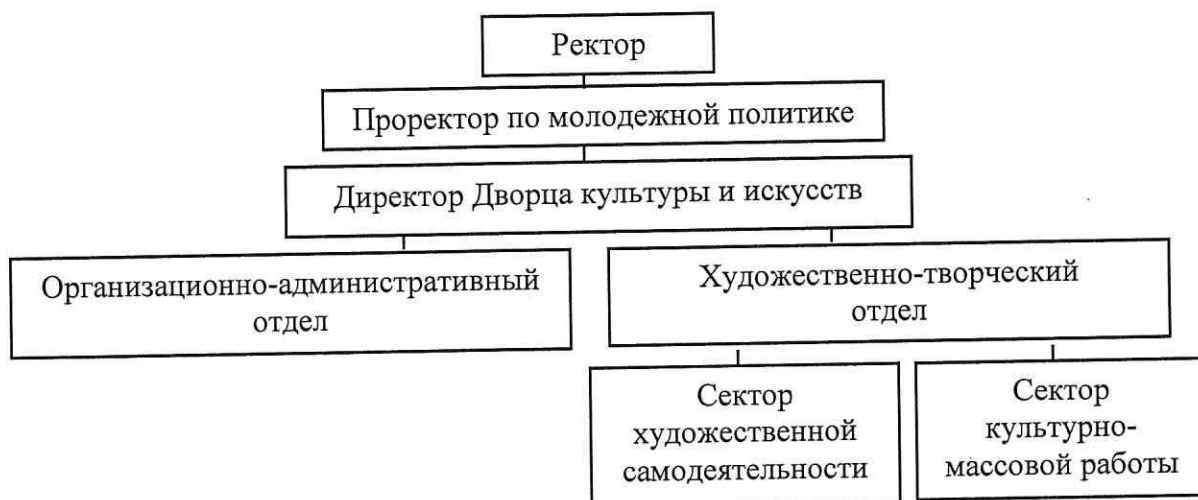 Ректор
Проректор по молодежной политике
Директор Дворца культуры и искусств
Организационно-административный
отдел
Художественно-творческий
отдел
Сектор
художественной
самодеятельности
Сектор
культурно-
массовой работы